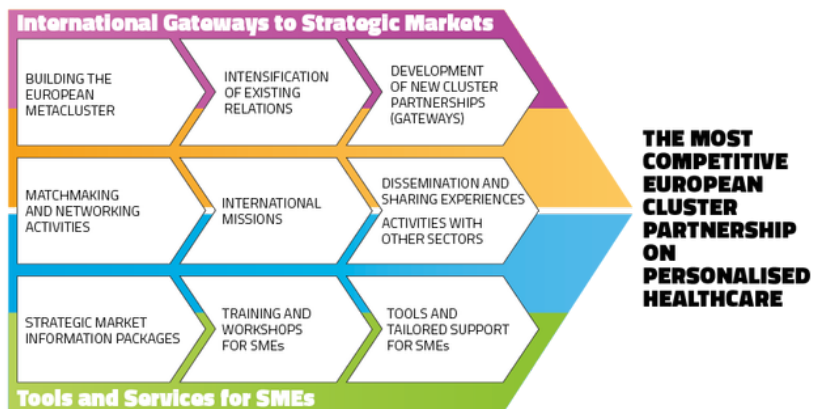 International Gateways to Strategic Markets
BUILDING THE
EUROPEAN
METACLUSTER
INTENSIFICATION
OF EXISTING
RELATIONS
DEVELOPMENT
OF NEW CLUSTER
PARTNERSHIPS
(GATEWAYS)
MATCHMAKING
AND NETWORKING
ACTIVITIES
INTERNATIONAL
MISSIONS
DISSEMINATION AND
SHARING EXPERIENCES
ACTIVITIES WITH
OTHER SECTORS
STRATEGIC MARKET
INFORMATION PACKAGES
TRAINING AND
WORKSHOPS
FOR SMEs
TOOLS AND
TAILORED SUPPORT
FOR SMEs
Tools and Services for SMEs
THE MOST
COMPETITIVE
EUROPEAN
CLUSTER
PARTNERSHIP
ON
PERSONALISED
HEALTHCARE